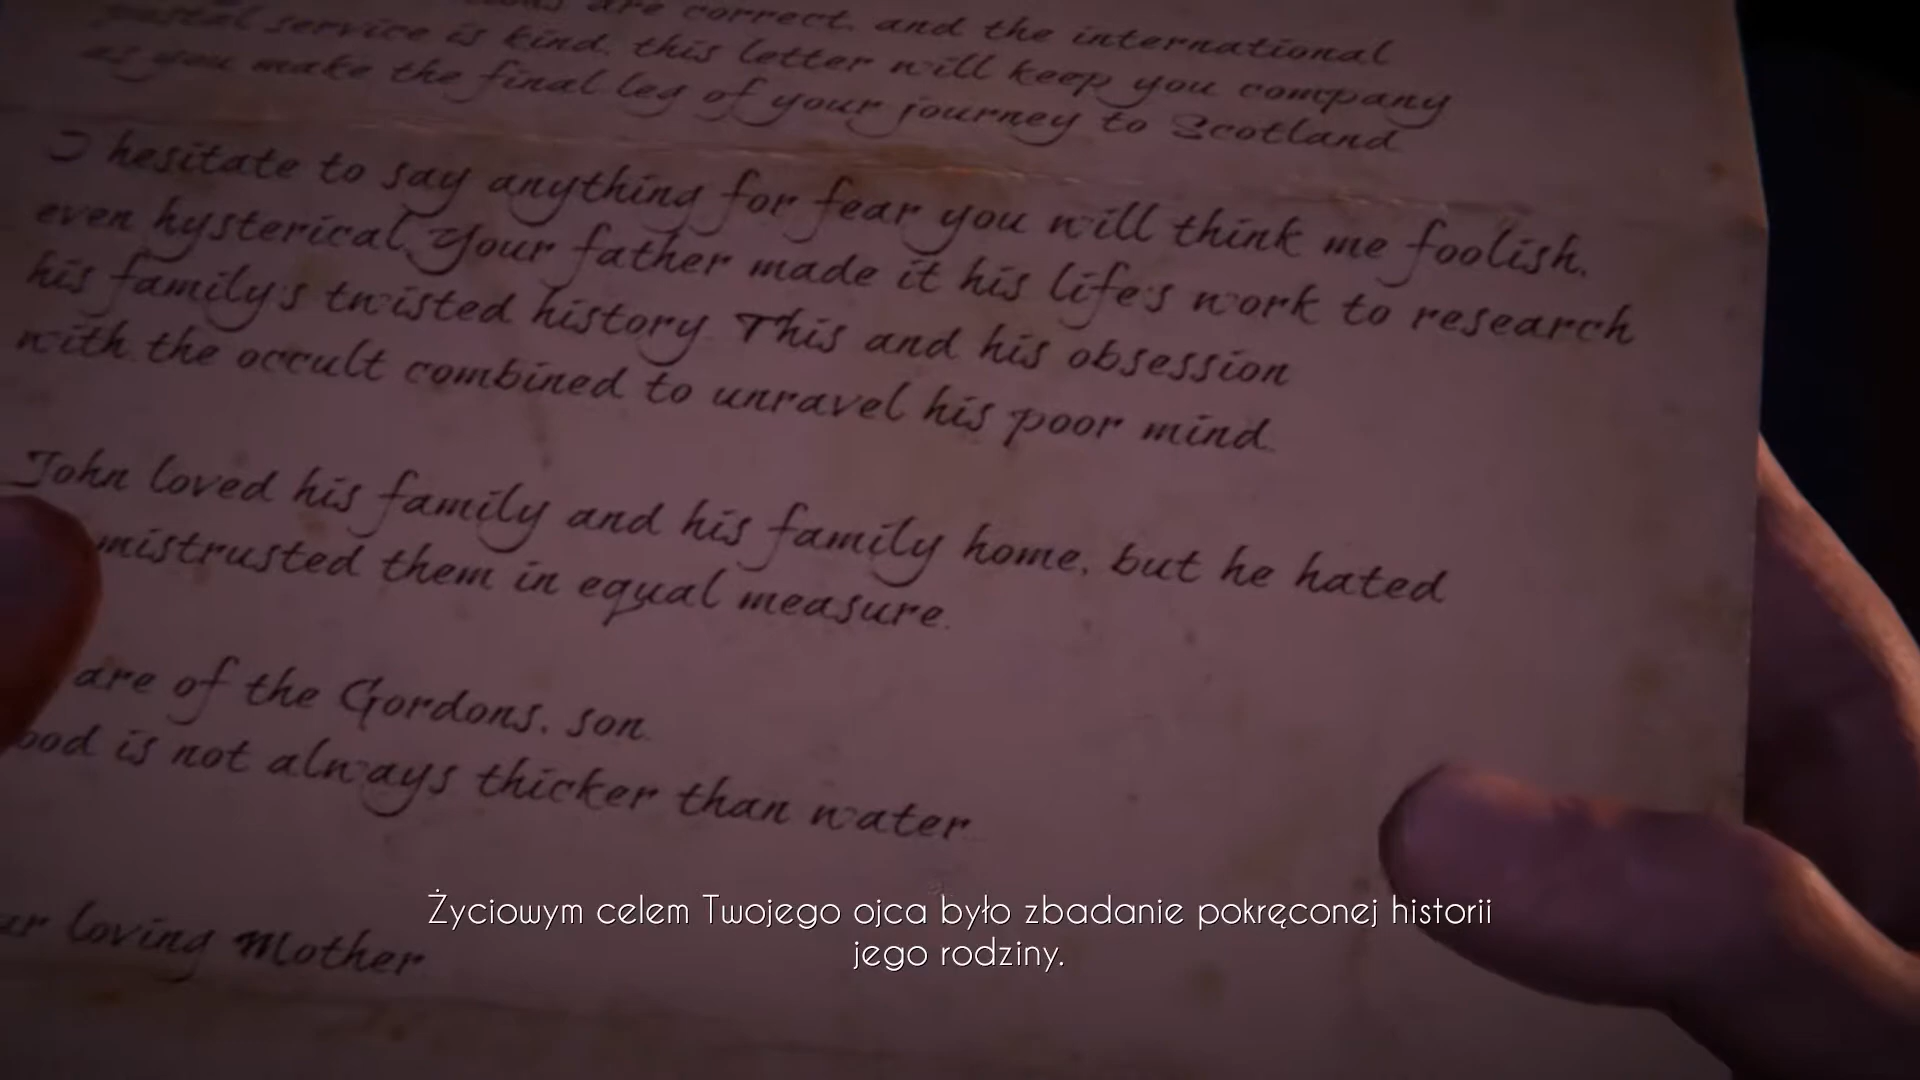 are correct. and the international
postal service is kind. this letter will keep you company
as you make the final leg of your journey to Scotland
I hesitate to say anything for fear you will think me foolish.
even hysterical. Your father made it his life's work to research
his family's twisted history. This and his obsession
with the occult combined to unravel his poor mind.
John loved his family and his family home. but he hated
mistrusted them in equal measure.
are of the Gordons. son.
ood is not always thicker than water
ur loving Mother
Życiowym celem Twojego ojca było zbadanie pokręconej historii
jego rodziny.